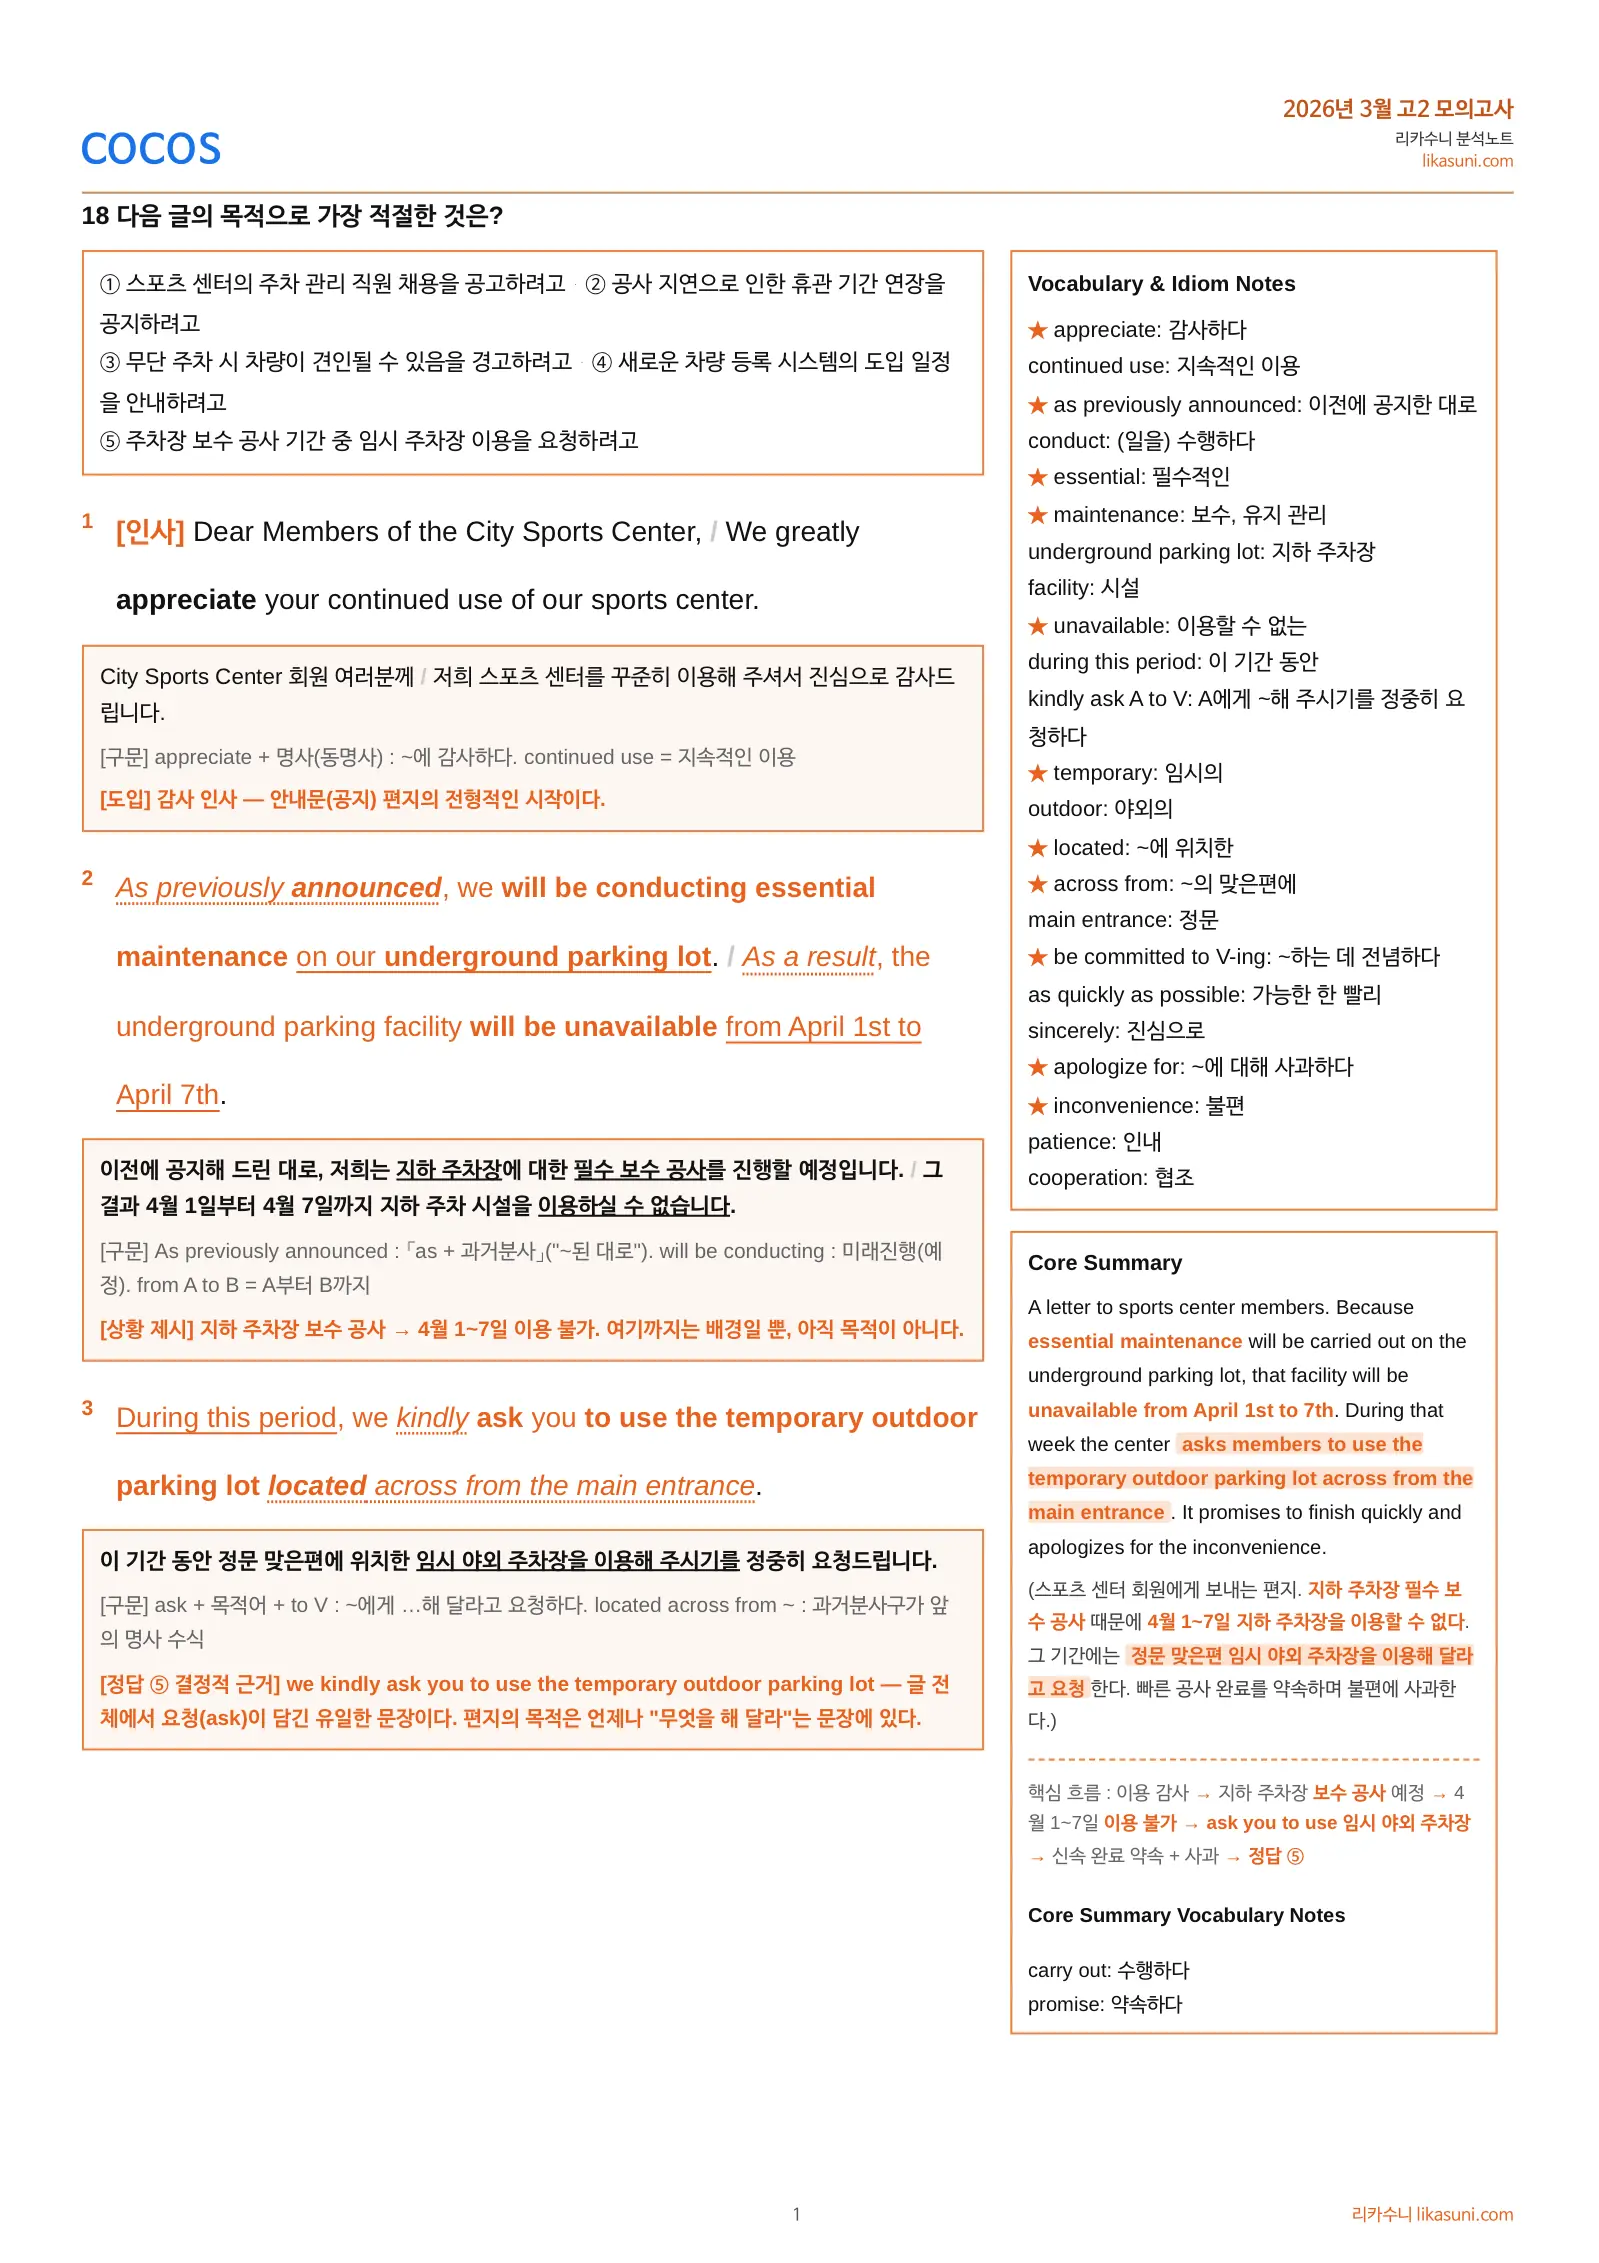 cocos
2026년 3월 고2 모의고사
리카수니 분석노트
likasuni.com
18 다음 글의 목적으로 가장 적절한 것은?
① 스포츠 센터의 주차 관리 직원 채용을 공고하려고 · ② 공사 지연으로 인한 휴관 기간 연장을
공지하려고
③ 무단 주차 시 차량이 견인될 수 있음을 경고하려고 · ④ 새로운 차량 등록 시스템의 도입 일정
을 안내하려고
⑤ 주차장 보수 공사 기간 중 임시 주차장 이용을 요청하려고
1 [인사] Dear Members of the City Sports Center, / We greatly
appreciate your continued use of our sports center.
City Sports Center 회원 여러분께 / 저희 스포츠 센터를 꾸준히 이용해 주셔서 진심으로 감사드
립니다.
[구문] appreciate + 명사(동명사) : ~에 감사하다. continued use = 지속적인 이용
[도입] 감사 인사 — 안내문(공지) 편지의 전형적인 시작이다.
2 As previously announced, we will be conducting essential
maintenance on our underground parking lot. / As a result, the
underground parking facility will be unavailable from April 1st to
April 7th.
이전에 공지해 드린 대로, 저희는 지하 주차장에 대한 필수 보수 공사를 진행할 예정입니다. / 그
결과 4월 1일부터 4월 7일까지 지하 주차 시설을 이용하실 수 없습니다.
[구문] As previously announced : 「as + 과거분사」("~된 대로"). will be conducting : 미래진행(예
정). from A to B = A부터 B까지
[상황 제시] 지하 주차장 보수 공사 → 4월 1~7일 이용 불가. 여기까지는 배경일 뿐, 아직 목적이 아니다.
3 During this period, we kindly ask you to use the temporary outdoor
parking lot located across from the main entrance.
이 기간 동안 정문 맞은편에 위치한 임시 야외 주차장을 이용해 주시기를 정중히 요청드립니다.
[구문] ask + 목적어 + to V : ~에게 …해 달라고 요청하다. located across from ~ : 과거분사구가 앞
의 명사 수식
[정답 ⑤ 결정적 근거] we kindly ask you to use the temporary outdoor parking lot — 글 전
체에서 요청(ask)이 담긴 유일한 문장이다. 편지의 목적은 언제나 "무엇을 해 달라"는 문장에 있다.
Vocabulary & Idiom Notes
★ appreciate: 감사하다
continued use: 지속적인 이용
★ as previously announced: 이전에 공지한 대로
conduct: (일을) 수행하다
★ essential: 필수적인
★ maintenance: 보수, 유지 관리
underground parking lot: 지하 주차장
facility: 시설
★ unavailable: 이용할 수 없는
during this period: 이 기간 동안
kindly ask A to V: A에게 ~해 주시기를 정중히 요
청하다
★ temporary: 임시의
outdoor: 야외의
★ located: ~에 위치한
★ across from: ~의 맞은편에
main entrance: 정문
★ be committed to V-ing: ~하는 데 전념하다
as quickly as possible: 가능한 한 빨리
sincerely: 진심으로
★ apologize for: ~에 대해 사과하다
★ inconvenience: 불편
patience: 인내
cooperation: 협조
Core Summary
A letter to sports center members. Because
essential maintenance will be carried out on the
underground parking lot, that facility will be
unavailable from April 1st to 7th. During that
week the center asks members to use the
temporary outdoor parking lot across from the
main entrance . It promises to finish quickly and
apologizes for the inconvenience.
(스포츠 센터 회원에게 보내는 편지. 지하 주차장 필수 보
수 공사 때문에 4월 1~7일 지하 주차장을 이용할 수 없다.
그 기간에는 정문 맞은편 임시 야외 주차장을 이용해 달라
고 요청 한다. 빠른 공사 완료를 약속하며 불편에 사과한
다.)
핵심 흐름 : 이용 감사 → 지하 주차장 보수 공사 예정 → 4
월 1~7일 이용 불가 → ask you to use 임시 야외 주차장
→ 신속 완료 약속 + 사과 → 정답 ⑤
Core Summary Vocabulary Notes
carry out: 수행하다
promise: 약속하다
1
리카수니 likasuni.com